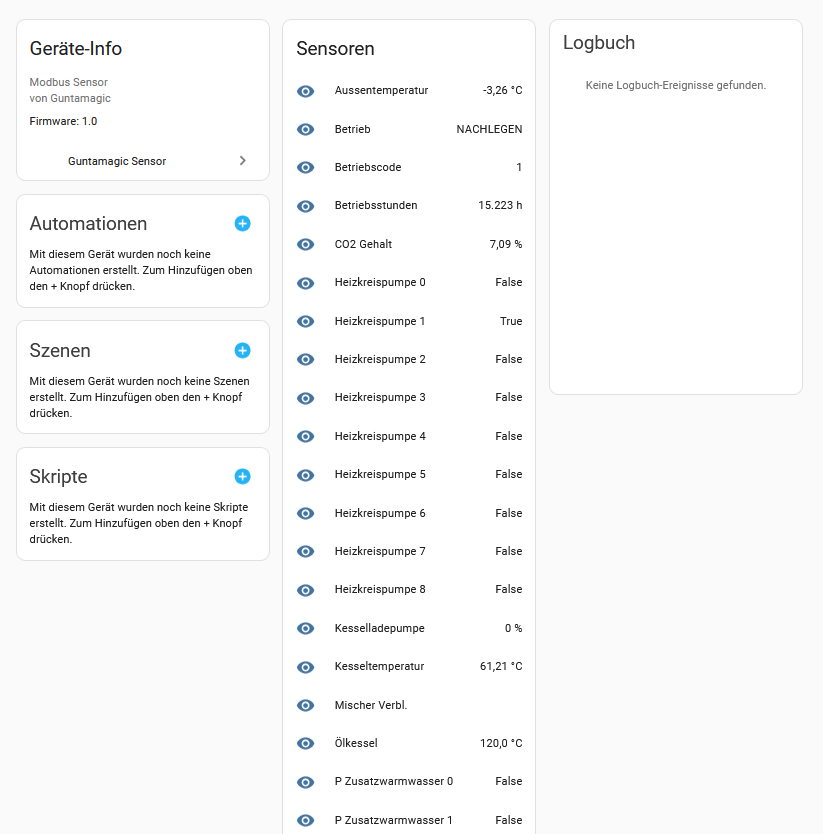 Geräte-Info
Modbus Sensor
von Guntamagic
Firmware: 1.0
Guntamagic Sensor
Automationen
Mit diesem Gerät wurden noch keine
Automationen erstellt. Zum Hinzufügen oben
den + Knopf drücken.
Szenen
Mit diesem Gerät wurden noch keine Szenen
erstellt. Zum Hinzufügen oben den + Knopf
drücken.
Skripte
Mit diesem Gerät wurden noch keine Skripte
erstellt. Zum Hinzufügen oben den + Knopf
drücken.
Sensoren
Aussentemperatur -3,26 °C
Betrieb NACHLEGEN
Betriebscode 1
Betriebsstunden 15.223 h
CO2 Gehalt 7,09 %
Heizkreispumpe 0 False
Heizkreispumpe 1 True
Heizkreispumpe 2 False
Heizkreispumpe 3 False
Heizkreispumpe 4 False
Heizkreispumpe 5 False
Heizkreispumpe 6 False
Heizkreispumpe 7 False
Heizkreispumpe 8 False
Kesselladepumpe 0 %
Kesseltemperatur 61,21 °C
Mischer Verbl.
Ölkessel 120,0 °C
P Zusatzwarmwasser 0 False
P Zusatzwarmwasser 1 False
Logbuch
Keine Logbuch-Ereignisse gefunden.